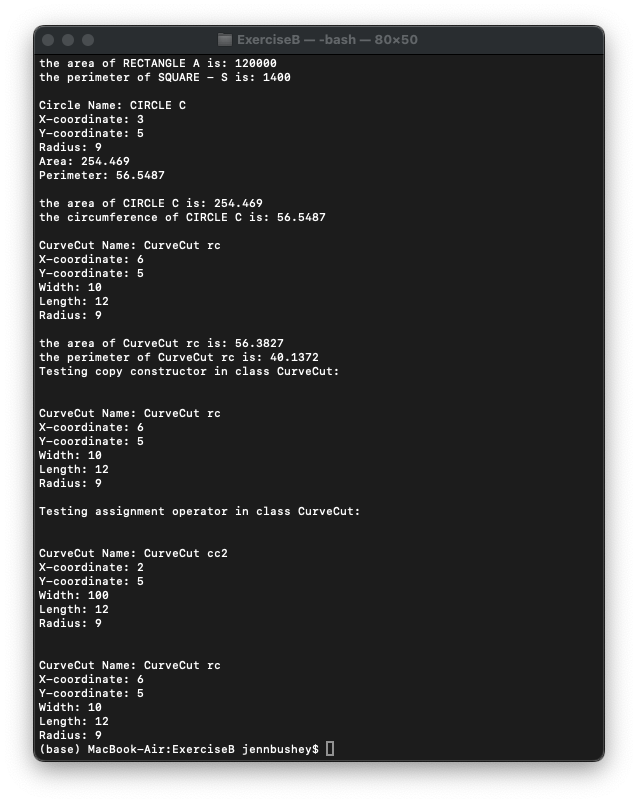 ExerciseB — -bash — 80×50
the area of RECTANGLE A is: 120000
the perimeter of SQUARE - S is: 1400
Circle Name: CIRCLE C
X-coordinate: 3
Y-coordinate: 5
Radius: 9
Area: 254.469
Perimeter: 56.5487
the area of CIRCLE C is: 254.469
the circumference of CIRCLE C is: 56.5487
CurveCut Name: CurveCut rc
X-coordinate: 6
Y-coordinate: 5
Width: 10
Length: 12
Radius: 9
the area of CurveCut rc is: 56.3827
the perimeter of CurveCut rc is: 40.1372
Testing copy constructor in class CurveCut:
CurveCut Name: CurveCut rc
X-coordinate: 6
Y-coordinate: 5
Width: 10
Length: 12
Radius: 9
Testing assignment operator in class CurveCut:
CurveCut Name: CurveCut cc2
X-coordinate: 2
Y-coordinate: 5
Width: 100
Length: 12
Radius: 9
CurveCut Name: CurveCut rc
X-coordinate: 6
Y-coordinate: 5
Width: 10
Length: 12
Radius: 9
(base) MacBook-Air:ExerciseB jennbushey$